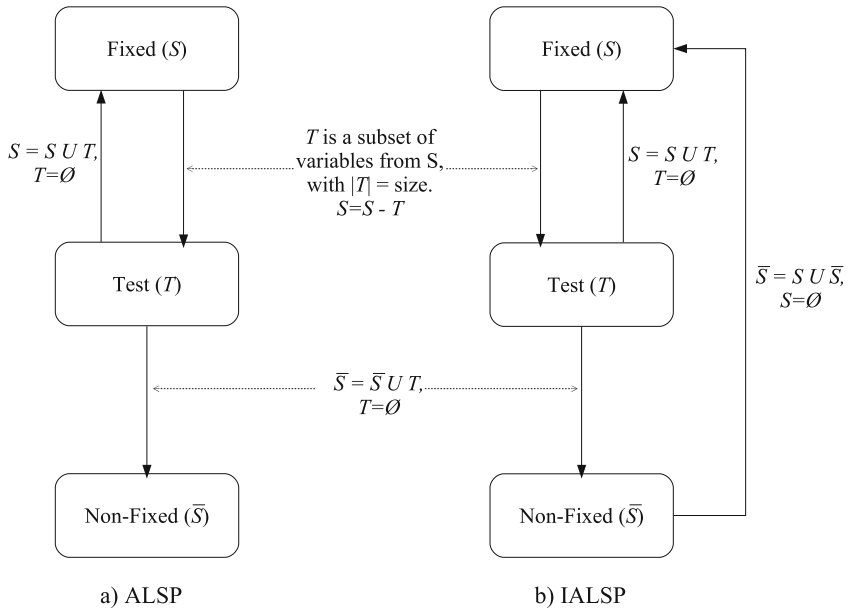 Fixed (S)
Fixed (S)
S = S U T,
T=Ø
T is a subset of
variables from S,
with |T| = size.
S=S - T
S = S U T,
T=Ø
Test (T)
Test (T)
S̅ = S U S̅,
S=Ø
S̅ = S̅ U T,
T=Ø
Non-Fixed (S̅)
Non-Fixed (S̅)
a) ALSP
b) IALSP